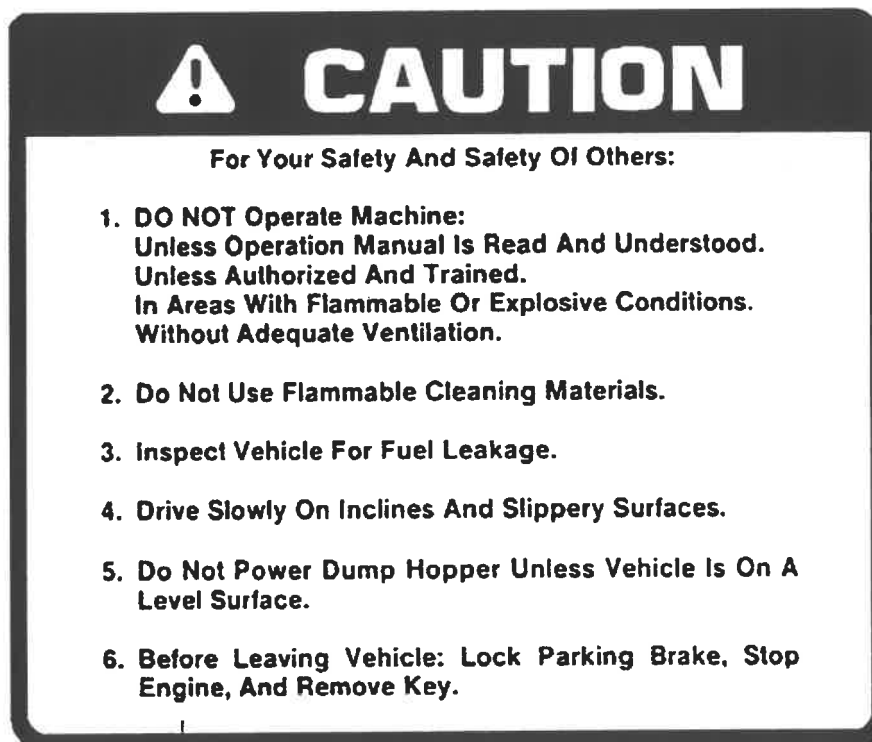 CAUTION
For Your Safety And Safety Of Others:
1. DO NOT Operate Machine:
Unless Operation Manual Is Read And Understood.
Unless Authorized And Trained.
In Areas With Flammable Or Explosive Conditions.
Without Adequate Ventilation.
2. Do Not Use Flammable Cleaning Materials.
3. Inspect Vehicle For Fuel Leakage.
4. Drive Slowly On Inclines And Slippery Surfaces.
5. Do Not Power Dump Hopper Unless Vehicle Is On A
Level Surface.
6. Before Leaving Vehicle: Lock Parking Brake, Stop
Engine, And Remove Key.